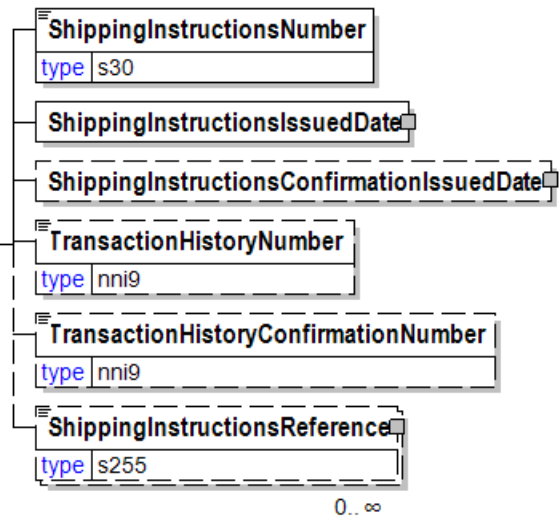 ShippingInstructionsNumber
type s30
ShippingInstructionsIssuedDate
ShippingInstructionsConfirmationIssuedDate
TransactionHistoryNumber
type nni9
TransactionHistoryConfirmationNumber
type nni9
ShippingInstructionsReference
type s255
0..∞